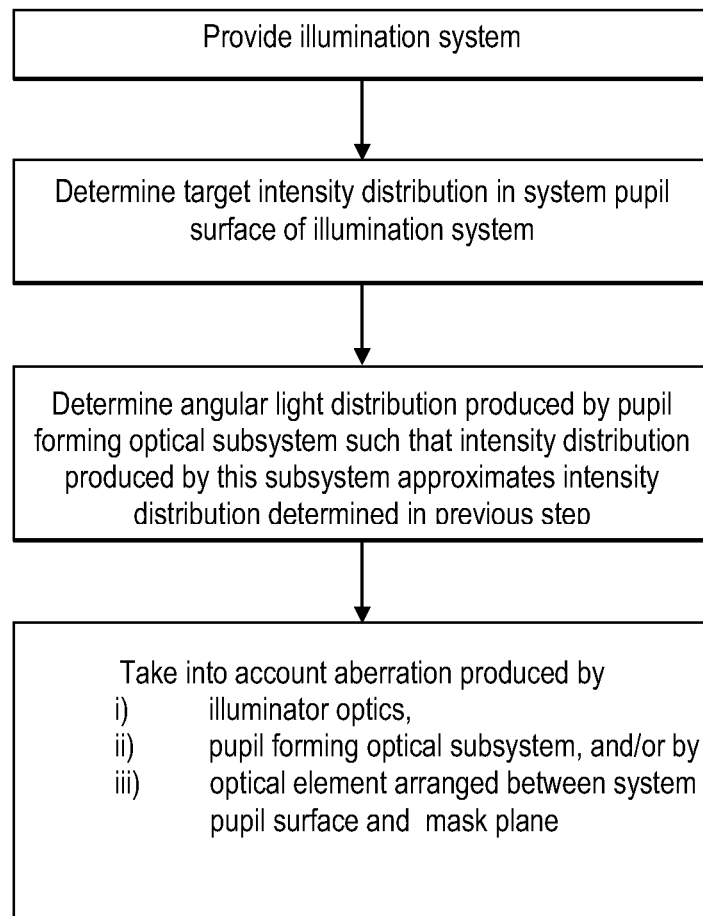 Provide illumination system
Determine target intensity distribution in system pupil
surface of illumination system
Determine angular light distribution produced by pupil
forming optical subsystem such that intensity distribution
produced by this subsystem approximates intensity
distribution determined in previous step
Take into account aberration produced by
i) illuminator optics,
ii) pupil forming optical subsystem, and/or by
iii) optical element arranged between system
pupil surface and mask plane